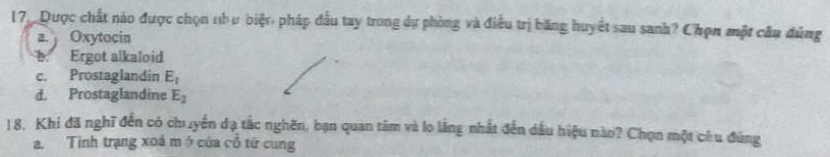 17. Dược chất nào được chọn như biện pháp đầu tay trong dự phòng và điều trị băng huyết sau sanh? Chọn một câu đúng
a. Oxytocin
b. Ergot alkaloid
c. Prostaglandin E₁
d. Prostaglandine E₂
18. Khi đã nghĩ đến có chuyển dạ tắc nghẽn, bạn quan tâm và lo lắng nhất đến dấu hiệu nào? Chọn một câu đúng
a. Tình trạng xoá mở của cổ tử cung